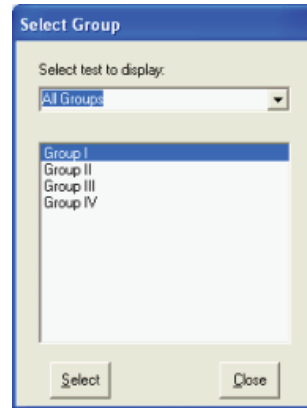 Select Group
Select test to display:
All Groups
Group I
Group II
Group III
Group IV
Select
Close